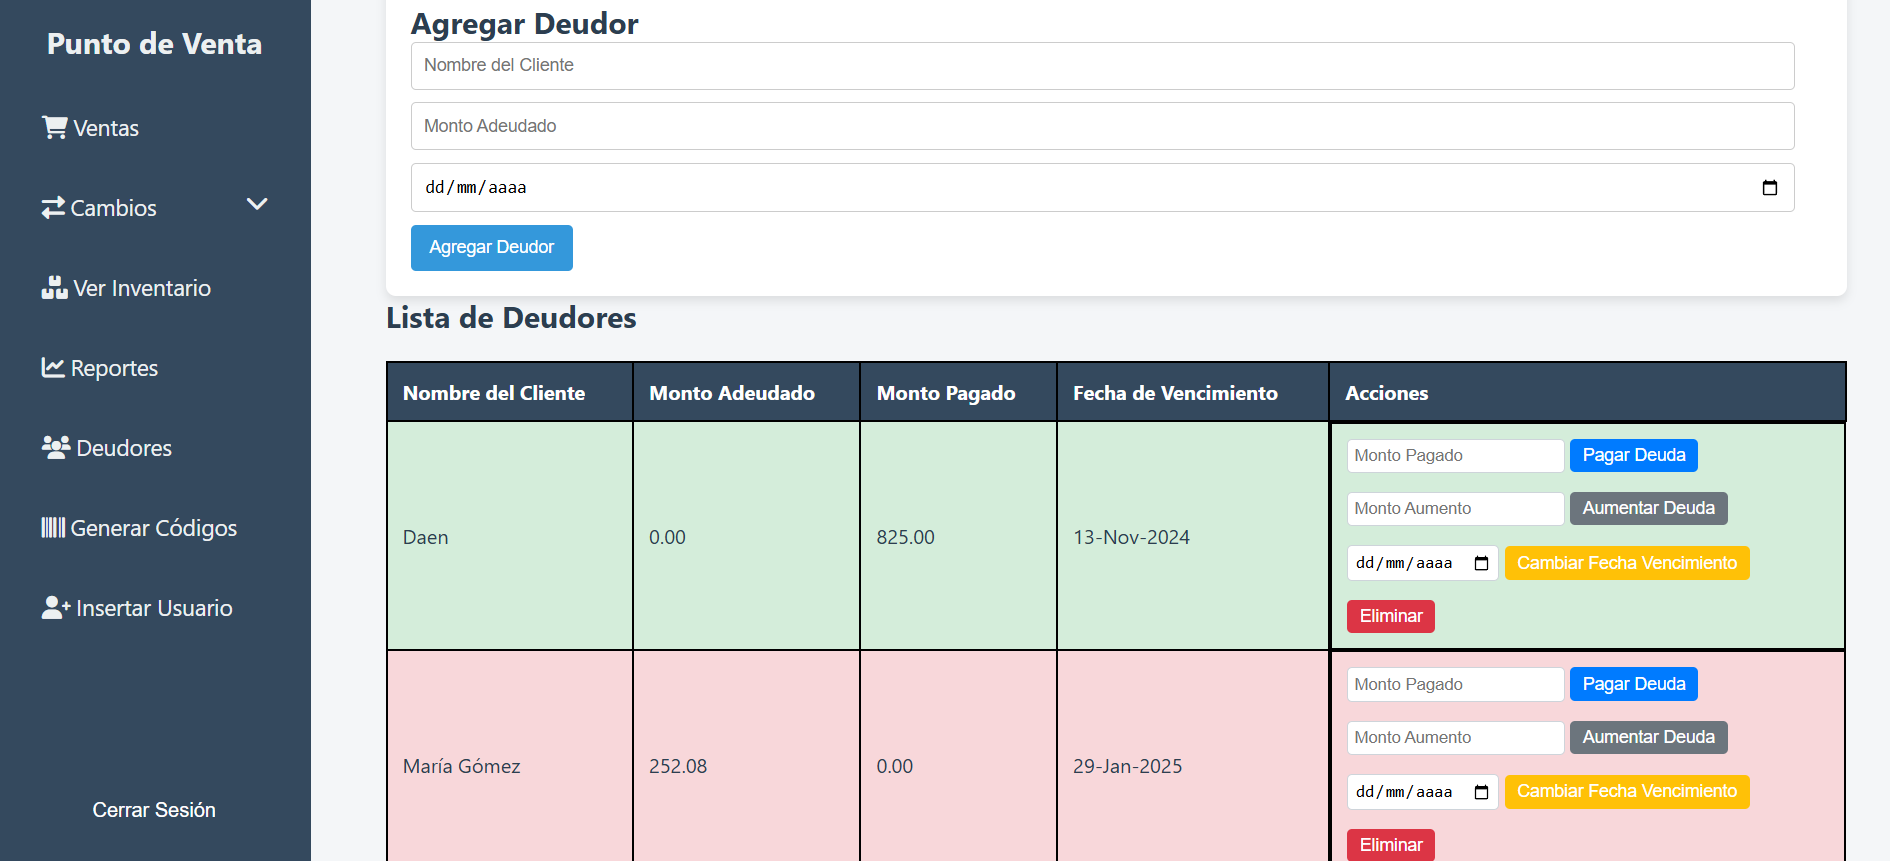 Punto de Venta
Ventas
Cambios
Ver Inventario
Reportes
Deudores
Generar Códigos
Insertar Usuario
Cerrar Sesión
Agregar Deudor
Nombre del Cliente
Monto Adeudado
dd/mm/aaaa
Agregar Deudor
Lista de Deudores
Nombre del Cliente Monto Adeudado Monto Pagado Fecha de Vencimiento Acciones
Daen 0.00 825.00 13-Nov-2024
Monto Pagado Pagar Deuda
Monto Aumento Aumentar Deuda
dd/mm/aaaa Cambiar Fecha Vencimiento
Eliminar
María Gómez 252.08 0.00 29-Jan-2025
Monto Pagado Pagar Deuda
Monto Aumento Aumentar Deuda
dd/mm/aaaa Cambiar Fecha Vencimiento
Eliminar